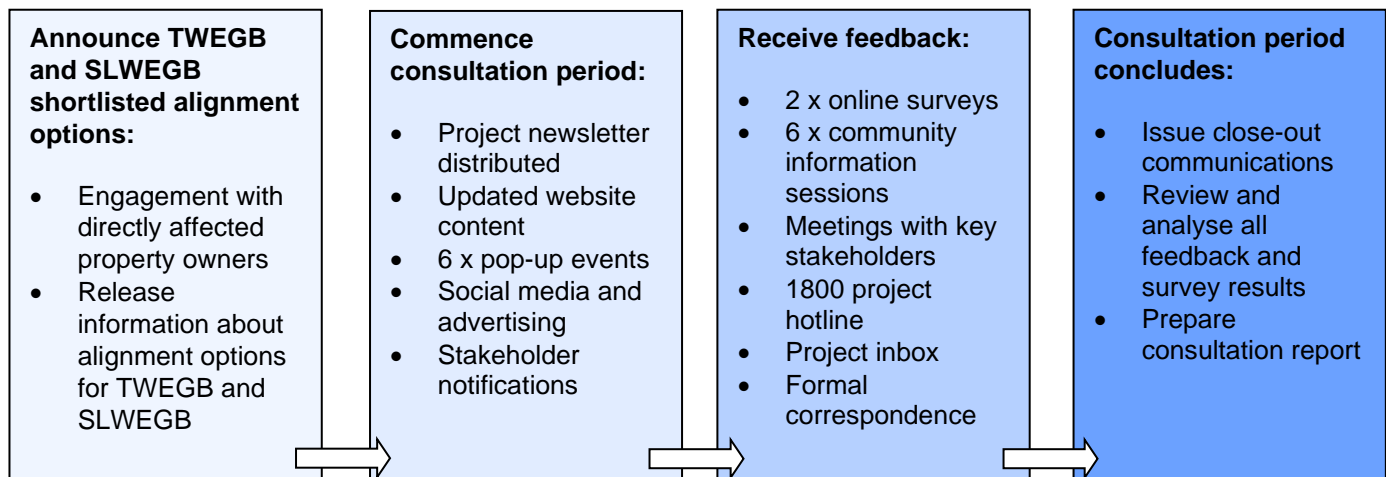 Announce TWEGB
and SLWEGB
shortlisted alignment
options:
• Engagement with
directly affected
property owners
• Release
information about
alignment options
for TWEGB and
SLWEGB
Commence
consultation period:
• Project newsletter
distributed
• Updated website
content
• 6 x pop-up events
• Social media and
advertising
• Stakeholder
notifications
Receive feedback:
• 2 x online surveys
• 6 x community
information
sessions
• Meetings with key
stakeholders
• 1800 project
hotline
• Project inbox
• Formal
correspondence
Consultation period
concludes:
• Issue close-out
communications
• Review and
analyse all
feedback and
survey results
• Prepare
consultation report